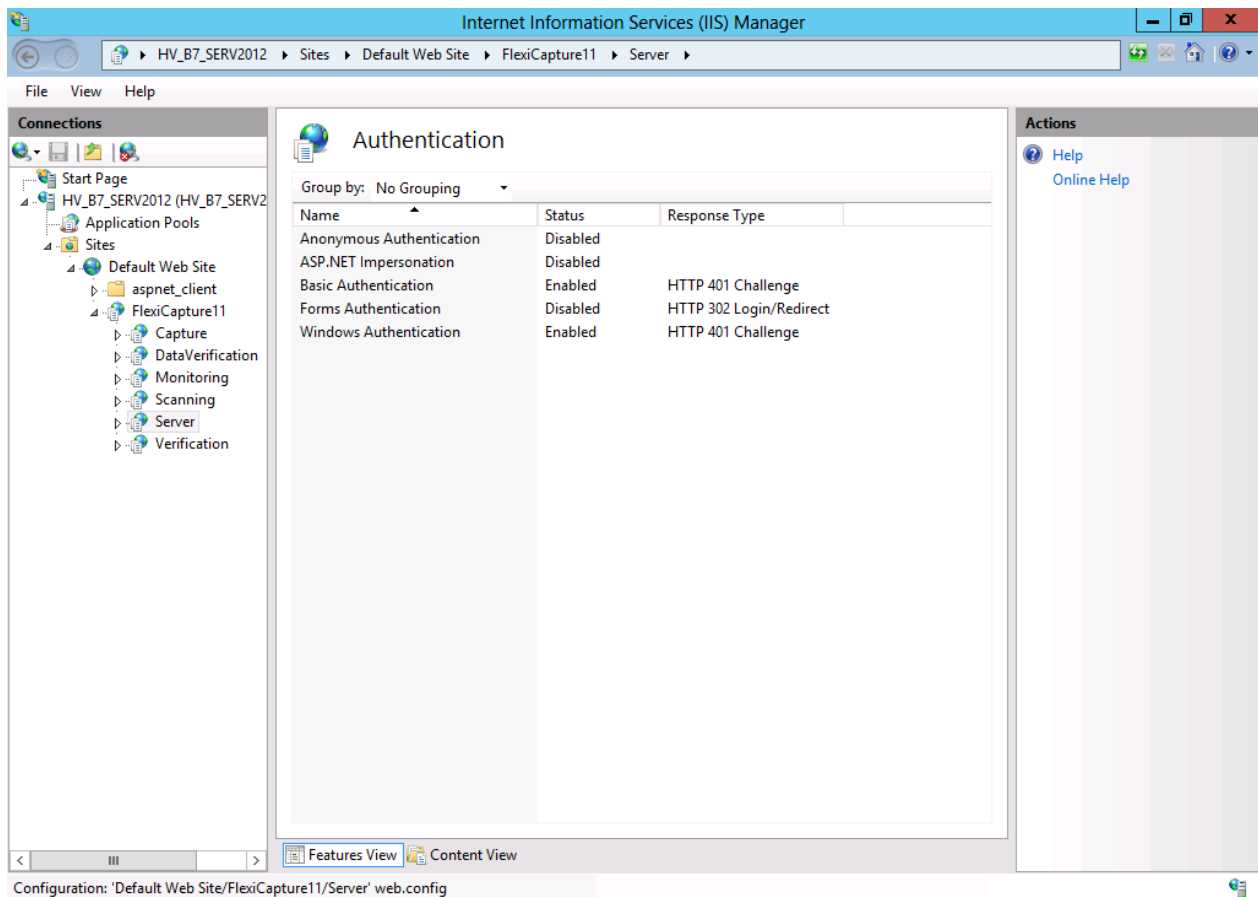 Internet Information Services (IIS) Manager
HV_B7_SERV2012 Sites Default Web Site FlexiCapture11 Server
File View Help
Connections
Start Page
HV_B7_SERV2012 (HV_B7_SERV2
Application Pools
Sites
Default Web Site
aspnet_client
FlexiCapture11
Capture
DataVerification
Monitoring
Scanning
Server
Verification
Authentication
Group by: No Grouping
Name Status Response Type
Anonymous Authentication Disabled
ASP.NET Impersonation Disabled
Basic Authentication Enabled HTTP 401 Challenge
Forms Authentication Disabled HTTP 302 Login/Redirect
Windows Authentication Enabled HTTP 401 Challenge
Actions
Help
Online Help
Features View Content View
Configuration: 'Default Web Site/FlexiCapture11/Server' web.config